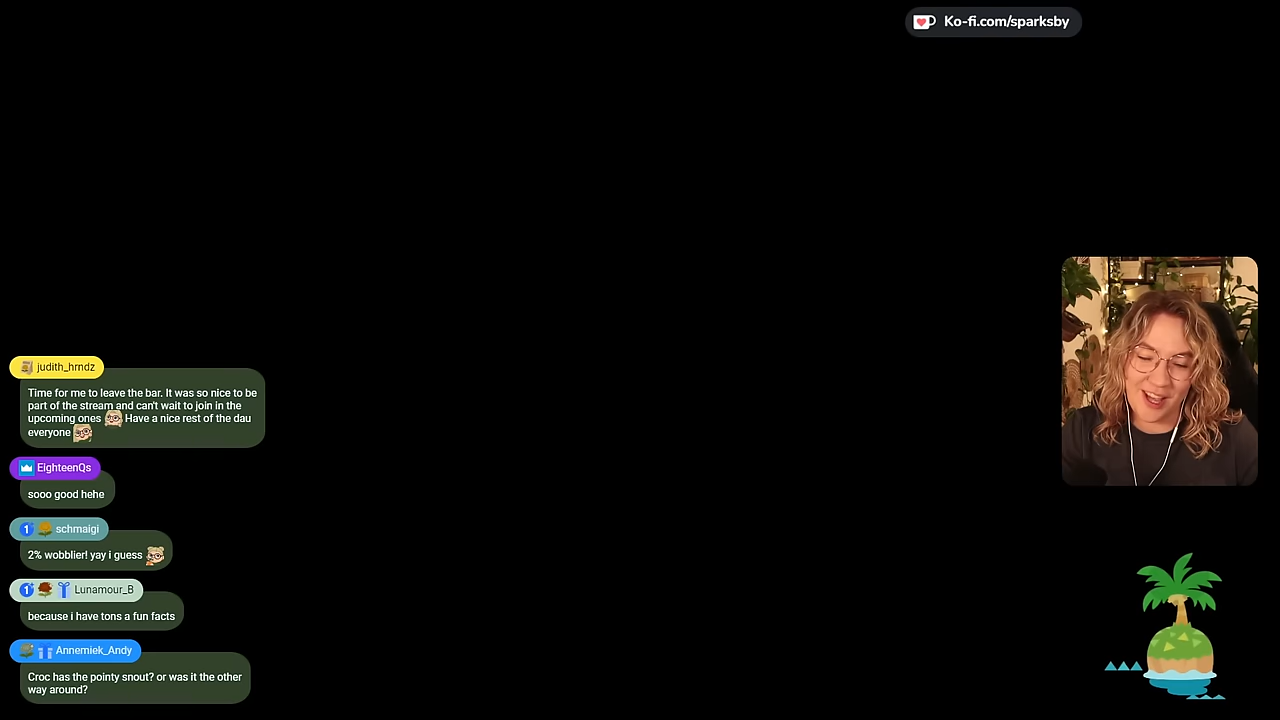 Ko-fi.com/sparksby
judith_hrndz
Time for me to leave the bar. It was so nice to be
part of the stream and can't wait to join in the
upcoming ones Have a nice rest of the dau
everyone
EighteenQs
sooo good hehe
1 schmaigi
2% wobblier! yay i guess
1 Lunamour_B
because i have tons a fun facts
Annemiek_Andy
Croc has the pointy snout? or was it the other
way around?